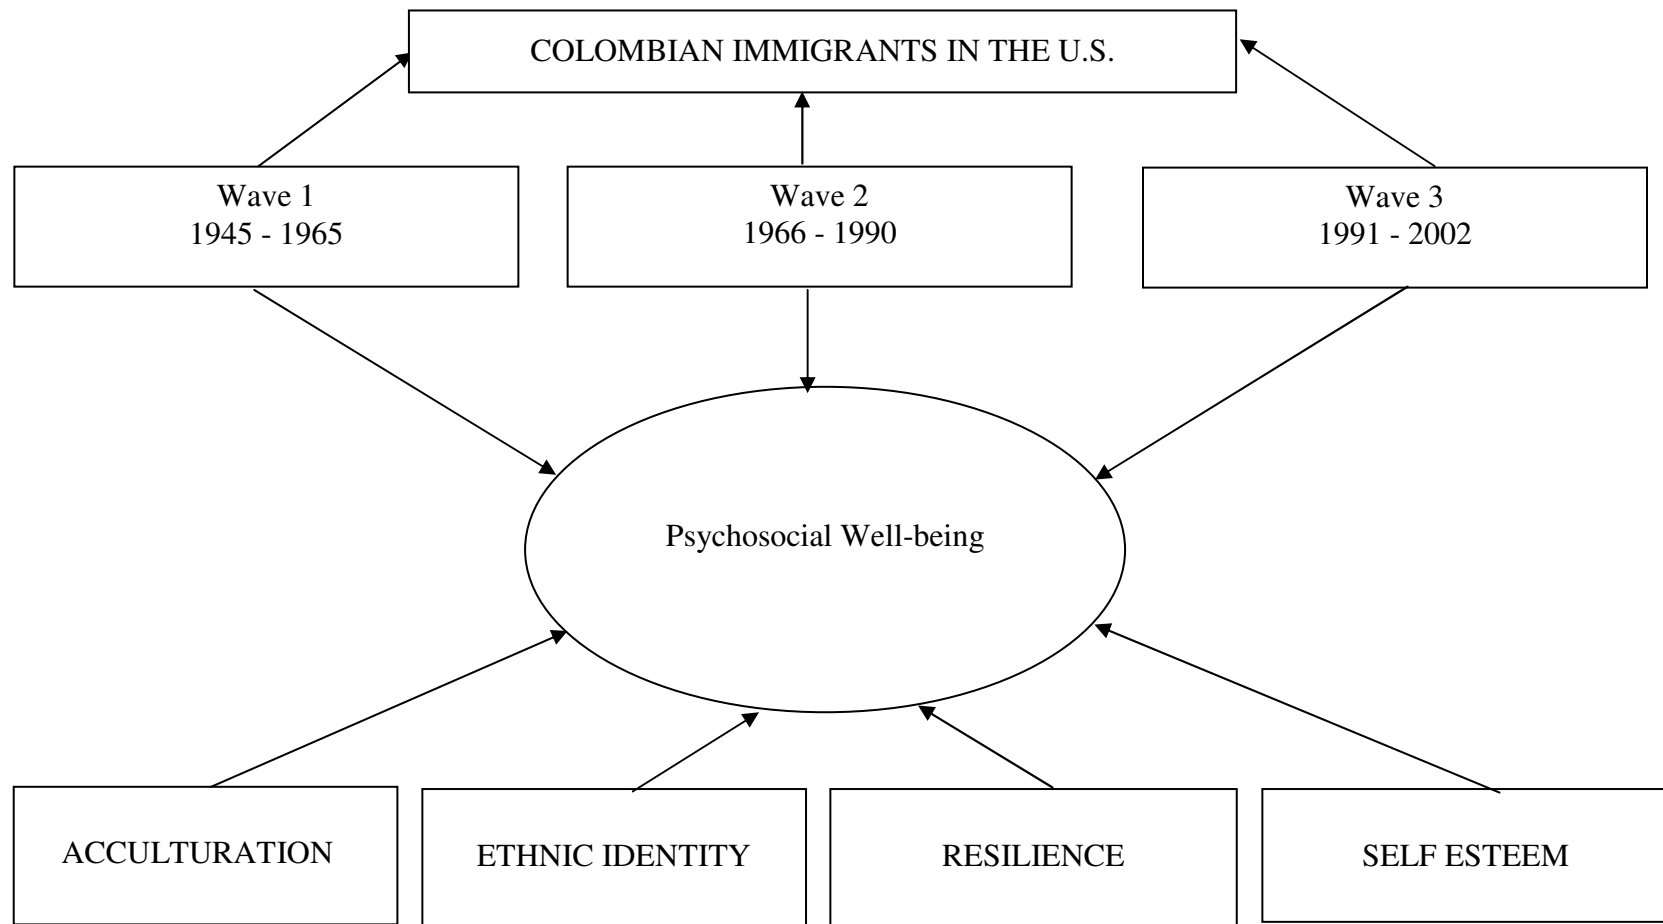 COLOMBIAN IMMIGRANTS IN THE U.S.
Wave 1
1945 - 1965
Wave 2
1966 - 1990
Wave 3
1991 - 2002
Psychosocial Well-being
ACCULTURATION
ETHNIC IDENTITY
RESILIENCE
SELF ESTEEM